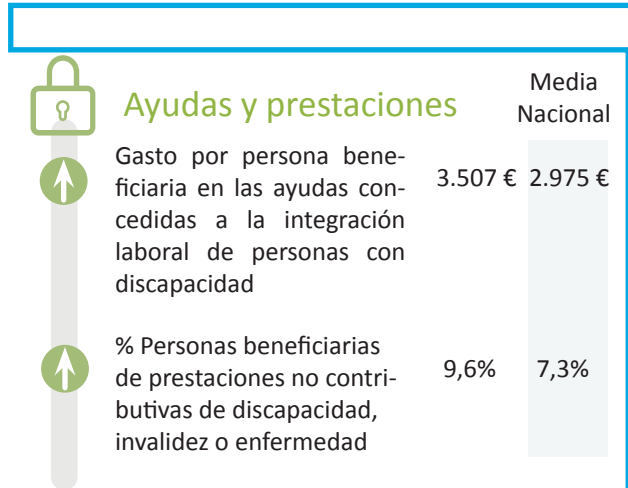 Ayudas y prestaciones
Media
Nacional
Gasto por persona bene-
ficiaria en las ayudas con-
cedidas a la integración
laboral de personas con
discapacidad
3.507 € 2.975 €
% Personas beneficiarias
de prestaciones no contri-
butivas de discapacidad,
invalidez o enfermedad
9,6% 7,3%